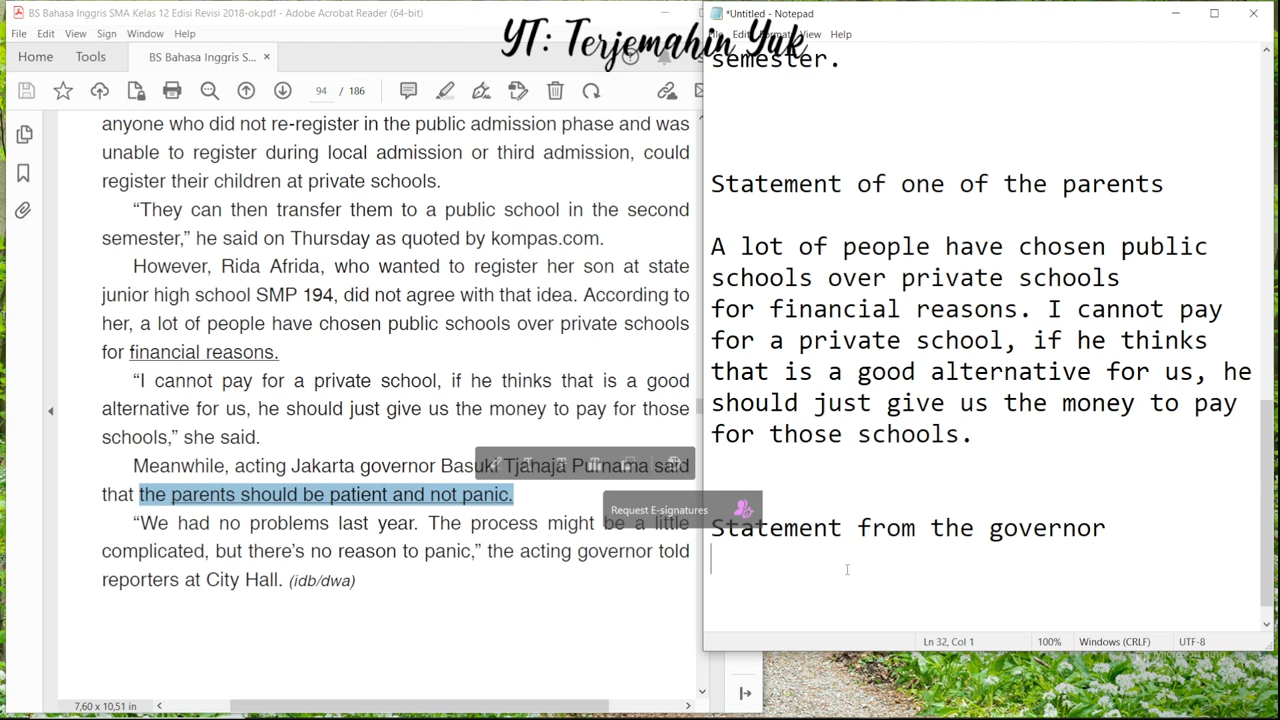 BS Bahasa Inggris SMA Kelas 12 Edisi Revisi 2018-ok.pdf - Adobe Acrobat Reader (64-bit)
File Edit View Sign Window Help
Home Tools BS Bahasa Inggris S... ×
94 / 186
YT: Terjemahin Yuk
anyone who did not re-register in the public admission phase and was
unable to register during local admission or third admission, could
register their children at private schools.
“They can then transfer them to a public school in the second
semester,” he said on Thursday as quoted by kompas.com.
However, Rida Afrida, who wanted to register her son at state
junior high school SMP 194, did not agree with that idea. According to
her, a lot of people have chosen public schools over private schools
for financial reasons.
“I cannot pay for a private school, if he thinks that is a good
alternative for us, he should just give us the money to pay for those
schools,” she said.
Meanwhile, acting Jakarta governor Basuki Tjahaja Purnama said
that the parents should be patient and not panic.
“We had no problems last year. The process might be a little
complicated, but there’s no reason to panic,” the acting governor told
reporters at City Hall. (idb/dwa)
Request E-signatures
7,60 x 10,51 in
*Untitled - Notepad
Edit View Help
semester.
Statement of one of the parents
A lot of people have chosen public
schools over private schools
for financial reasons. I cannot pay
for a private school, if he thinks
that is a good alternative for us, he
should just give us the money to pay
for those schools.
Statement from the governor
Ln 32, Col 1 100% Windows (CRLF) UTF-8